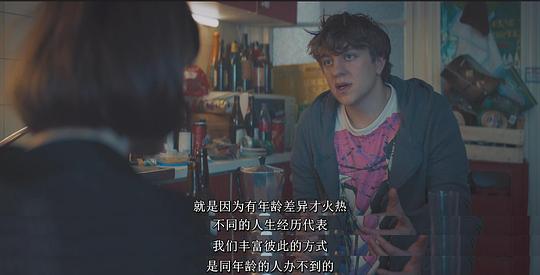 就是因为有年龄差异才火热
不同的人生经历代表
我们丰富彼此的方式
是同年龄的人办不到的